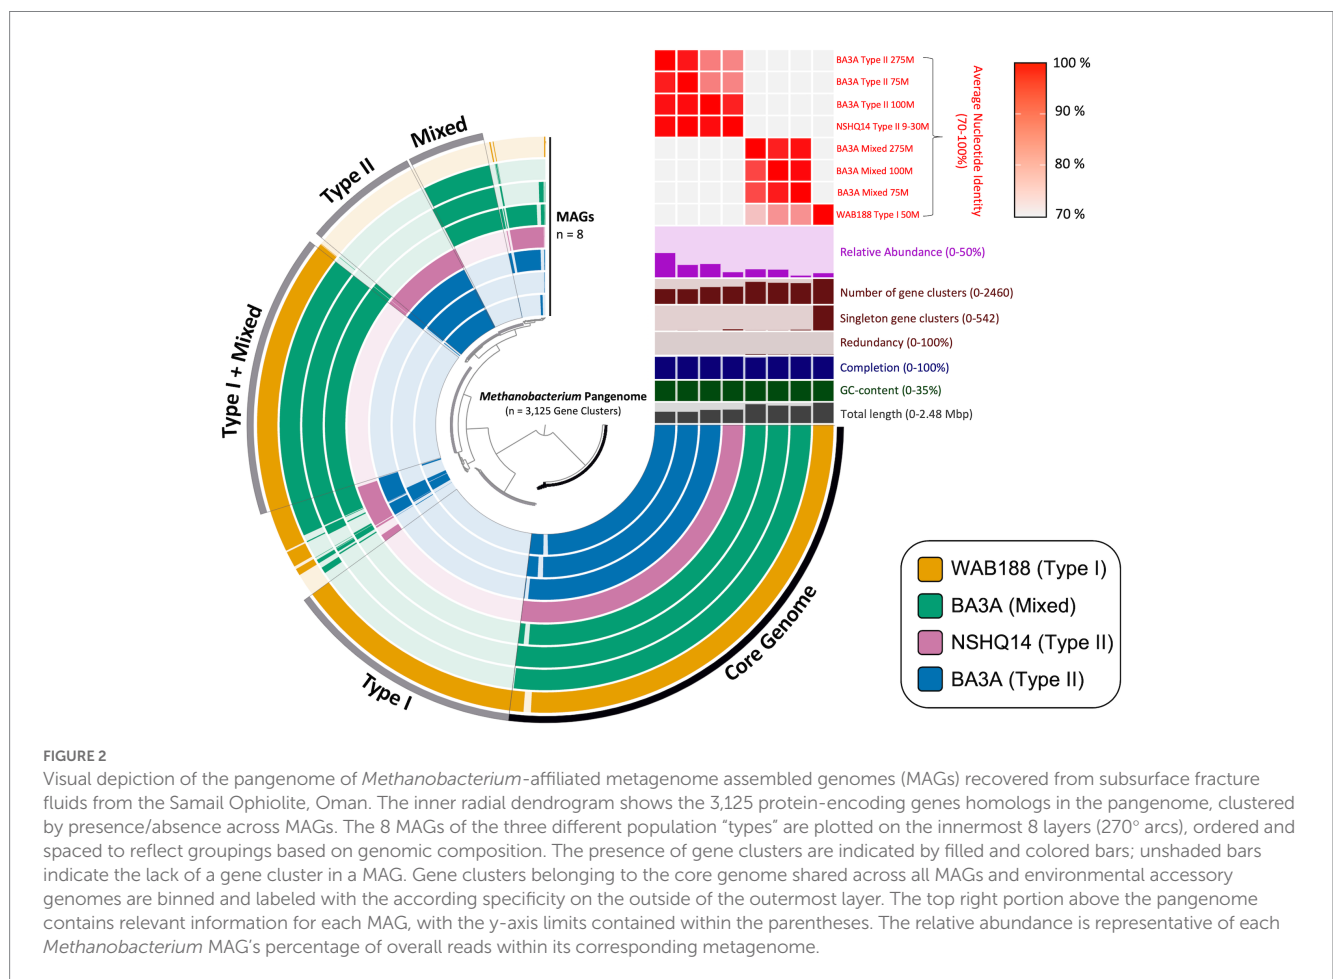 BA3A Type II 275M
BA3A Type II 75M
BA3A Type II 100M
NSHQ14 Type II 9-30M
BA3A Mixed 275M
BA3A Mixed 100M
BA3A Mixed 75M
WAB188 Type I 50M
Average Nucleotide Identity
(70-100%)
100 %
90 %
80 %
70 %
Relative Abundance (0-50%)
Number of gene clusters (0-2460)
Singleton gene clusters (0-542)
Redundancy (0-100%)
Completion (0-100%)
GC-content (0-35%)
Total length (0-2.48 Mbp)
Mixed
Type II
MAGs
n = 8
Type I + Mixed
Methanobacterium Pangenome
(n = 3,125 Gene Clusters)
Type I
Core Genome
WAB188 (Type I)
BA3A (Mixed)
NSHQ14 (Type II)
BA3A (Type II)
FIGURE 2
Visual depiction of the pangenome of Methanobacterium-affiliated metagenome assembled genomes (MAGs) recovered from subsurface fracture
fluids from the Samail Ophiolite, Oman. The inner radial dendrogram shows the 3,125 protein-encoding genes homologs in the pangenome, clustered
by presence/absence across MAGs. The 8 MAGs of the three different population “types” are plotted on the innermost 8 layers (270° arcs), ordered and
spaced to reflect groupings based on genomic composition. The presence of gene clusters are indicated by filled and colored bars; unshaded bars
indicate the lack of a gene cluster in a MAG. Gene clusters belonging to the core genome shared across all MAGs and environmental accessory
genomes are binned and labeled with the according specificity on the outside of the outermost layer. The top right portion above the pangenome
contains relevant information for each MAG, with the y-axis limits contained within the parentheses. The relative abundance is representative of each
Methanobacterium MAG’s percentage of overall reads within its corresponding metagenome.